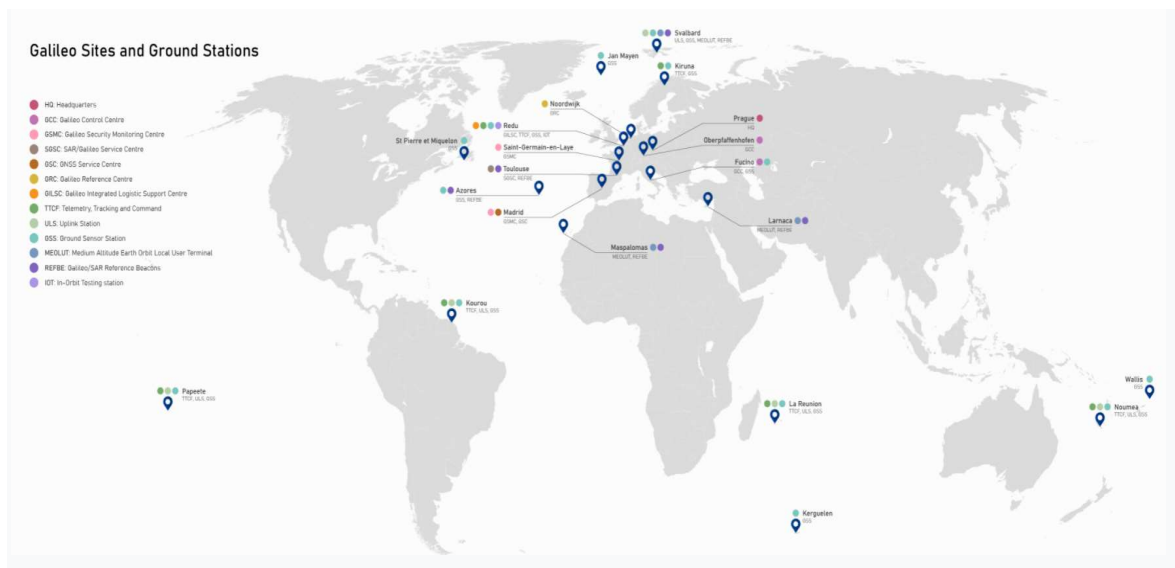 Galileo Sites and Ground Stations
HQ: Headquarters
GCC: Galileo Control Centre
GSMC: Galileo Security Monitoring Centre
SGSC: SAR/Galileo Service Centre
GSC: GNSS Service Centre
GRC: Galileo Reference Centre
GILSC: Galileo Integrated Logistic Support Centre
TTCF: Telemetry, Tracking and Command
ULS: Uplink Station
GSS: Ground Sensor Station
MEOLUT: Medium Altitude Earth Orbit Local User Terminal
REFBE: Galileo/SAR Reference Beacons
IOT: In-Orbit Testing station
Svalbard
ULS, GSS, MEOLUT, REFBE
Jan Mayen
GSS
Kiruna
TTCF, GSS
Noordwijk
GRC
Redu
GILSC, TTCF, GSS, IOT
Prague
HQ
St Pierre et Miquelon
GSS
Saint-Germain-en-Laye
GSMC
Oberpfaffenhofen
GCC
Toulouse
SGSC, REFBE
Fucino
GCC, GSS
Azores
GSS, REFBE
Madrid
GSMC, GSC
Larnaca
MEOLUT, REFBE
Maspalomas
MEOLUT, REFBE
Kourou
TTCF, ULS, GSS
Papeete
TTCF, ULS, GSS
Wallis
GSS
La Reunion
TTCF, ULS, GSS
Noumea
TTCF, ULS, GSS
Kerguelen
GSS